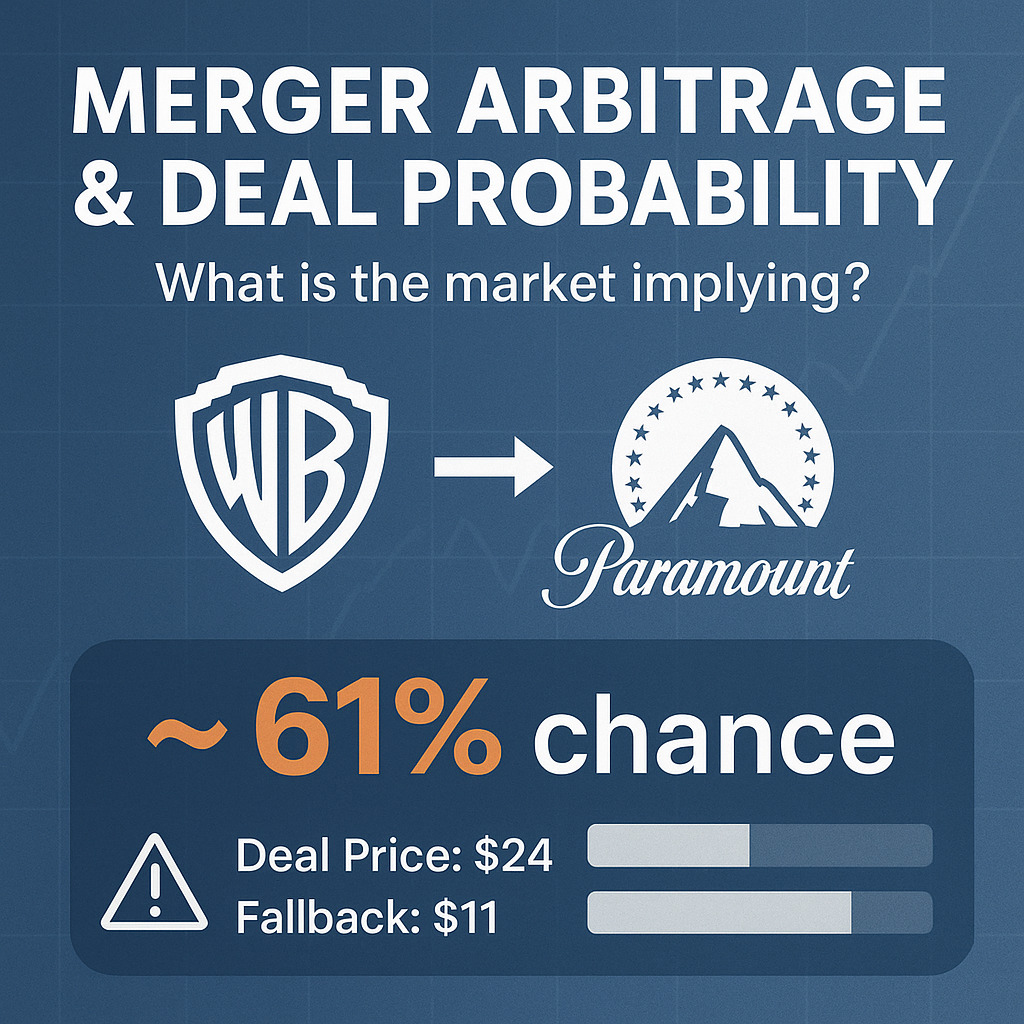 MERGER ARBITRAGE
& DEAL PROBABILITY
What is the market implying?
WB
Paramount
~61% chance
Deal Price: $24
Fallback: $11